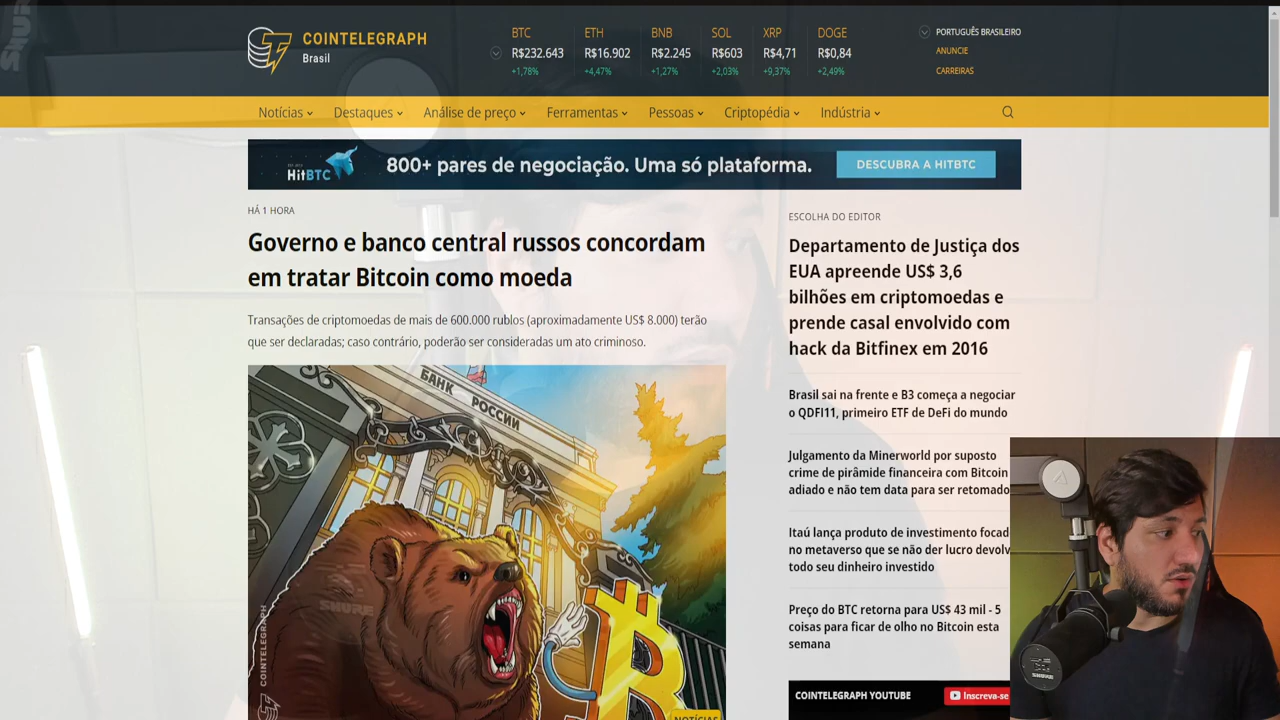 COINTELEGRAPH
Brasil
BTC ETH BNB SOL XRP DOGE
R$232.643 R$16.902 R$2.245 R$603 R$4,71 R$0,84
+1,78% +4,47% +1,27% +2,03% +9,37% +2,49%
PORTUGUÊS BRASILEIRO
ANUNCIE
CARREIRAS
Notícias Destaques Análise de preço Ferramentas Pessoas Criptopédia Indústria
HitBTC
800+ pares de negociação. Uma só plataforma.
DESCUBRA A HITBTC
HÁ 1 HORA
Governo e banco central russos concordam
em tratar Bitcoin como moeda
Transações de criptomoedas de mais de 600.000 rublos (aproximadamente US$ 8.000) terão
que ser declaradas; caso contrário, poderão ser consideradas um ato criminoso.
БАНК РОССИИ
SHURE
COINTELEGRAPH
NOTÍCIAS
ESCOLHA DO EDITOR
Departamento de Justiça dos
EUA apreende US$ 3,6
bilhões em criptomoedas e
prende casal envolvido com
hack da Bitfinex em 2016
Brasil sai na frente e B3 começa a negociar
o QDFI11, primeiro ETF de DeFi do mundo
Julgamento da Minerworld por suposto
crime de pirâmide financeira com Bitcoin
adiado e não tem data para ser retomado
Itaú lança produto de investimento focad
no metaverso que se não der lucro devolv
todo seu dinheiro investido
Preço do BTC retorna para US$ 43 mil - 5
coisas para ficar de olho no Bitcoin esta
semana
COINTELEGRAPH YOUTUBE
Inscreva-se
SHURE